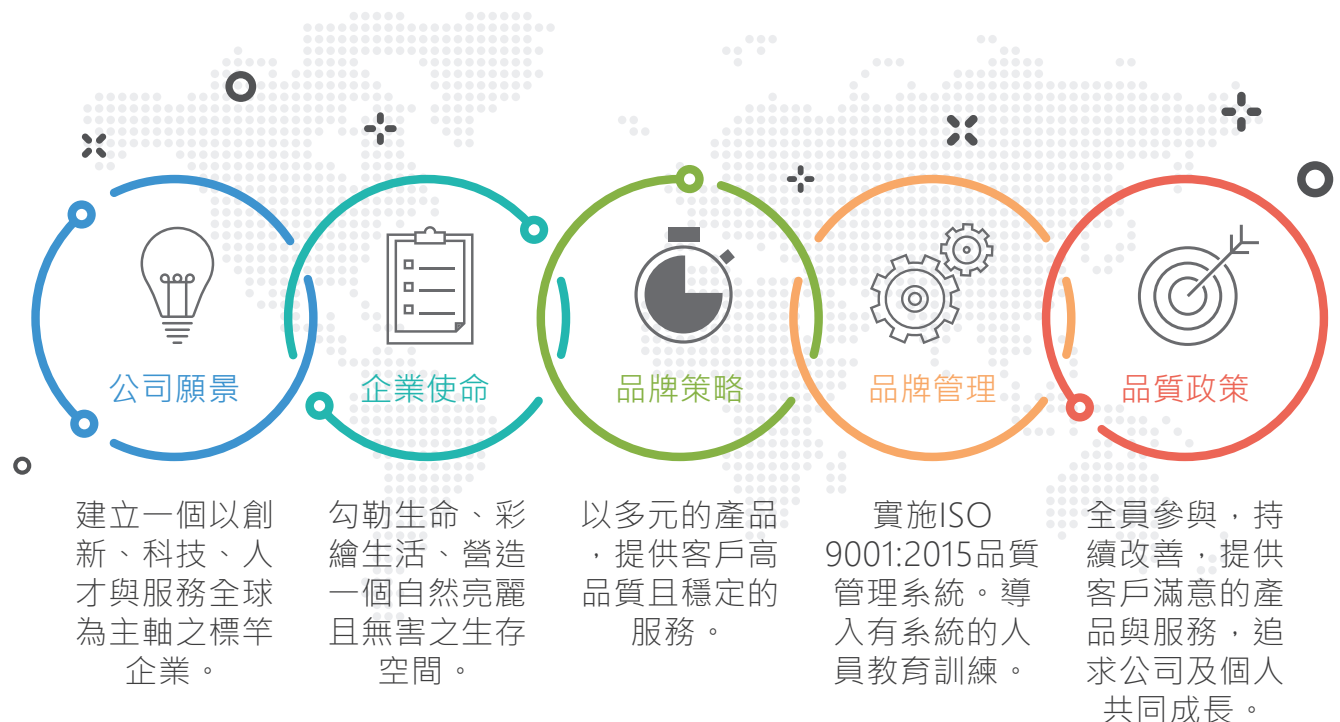 公司願景
企業使命
品牌策略
品牌管理
品質政策
建立一個以創
新、科技、人
才與服務全球
為主軸之標竿
企業。
勾勒生命、彩
繪生活、營造
一個自然亮麗
且無害之生存
空間。
以多元的產品
，提供客戶高
品質且穩定的
服務。
實施ISO
9001:2015品質
管理系統。導
入有系統的人
員教育訓練。
全員參與，持
續改善，提供
客戶滿意的產
品與服務，追
求公司及個人
共同成長。